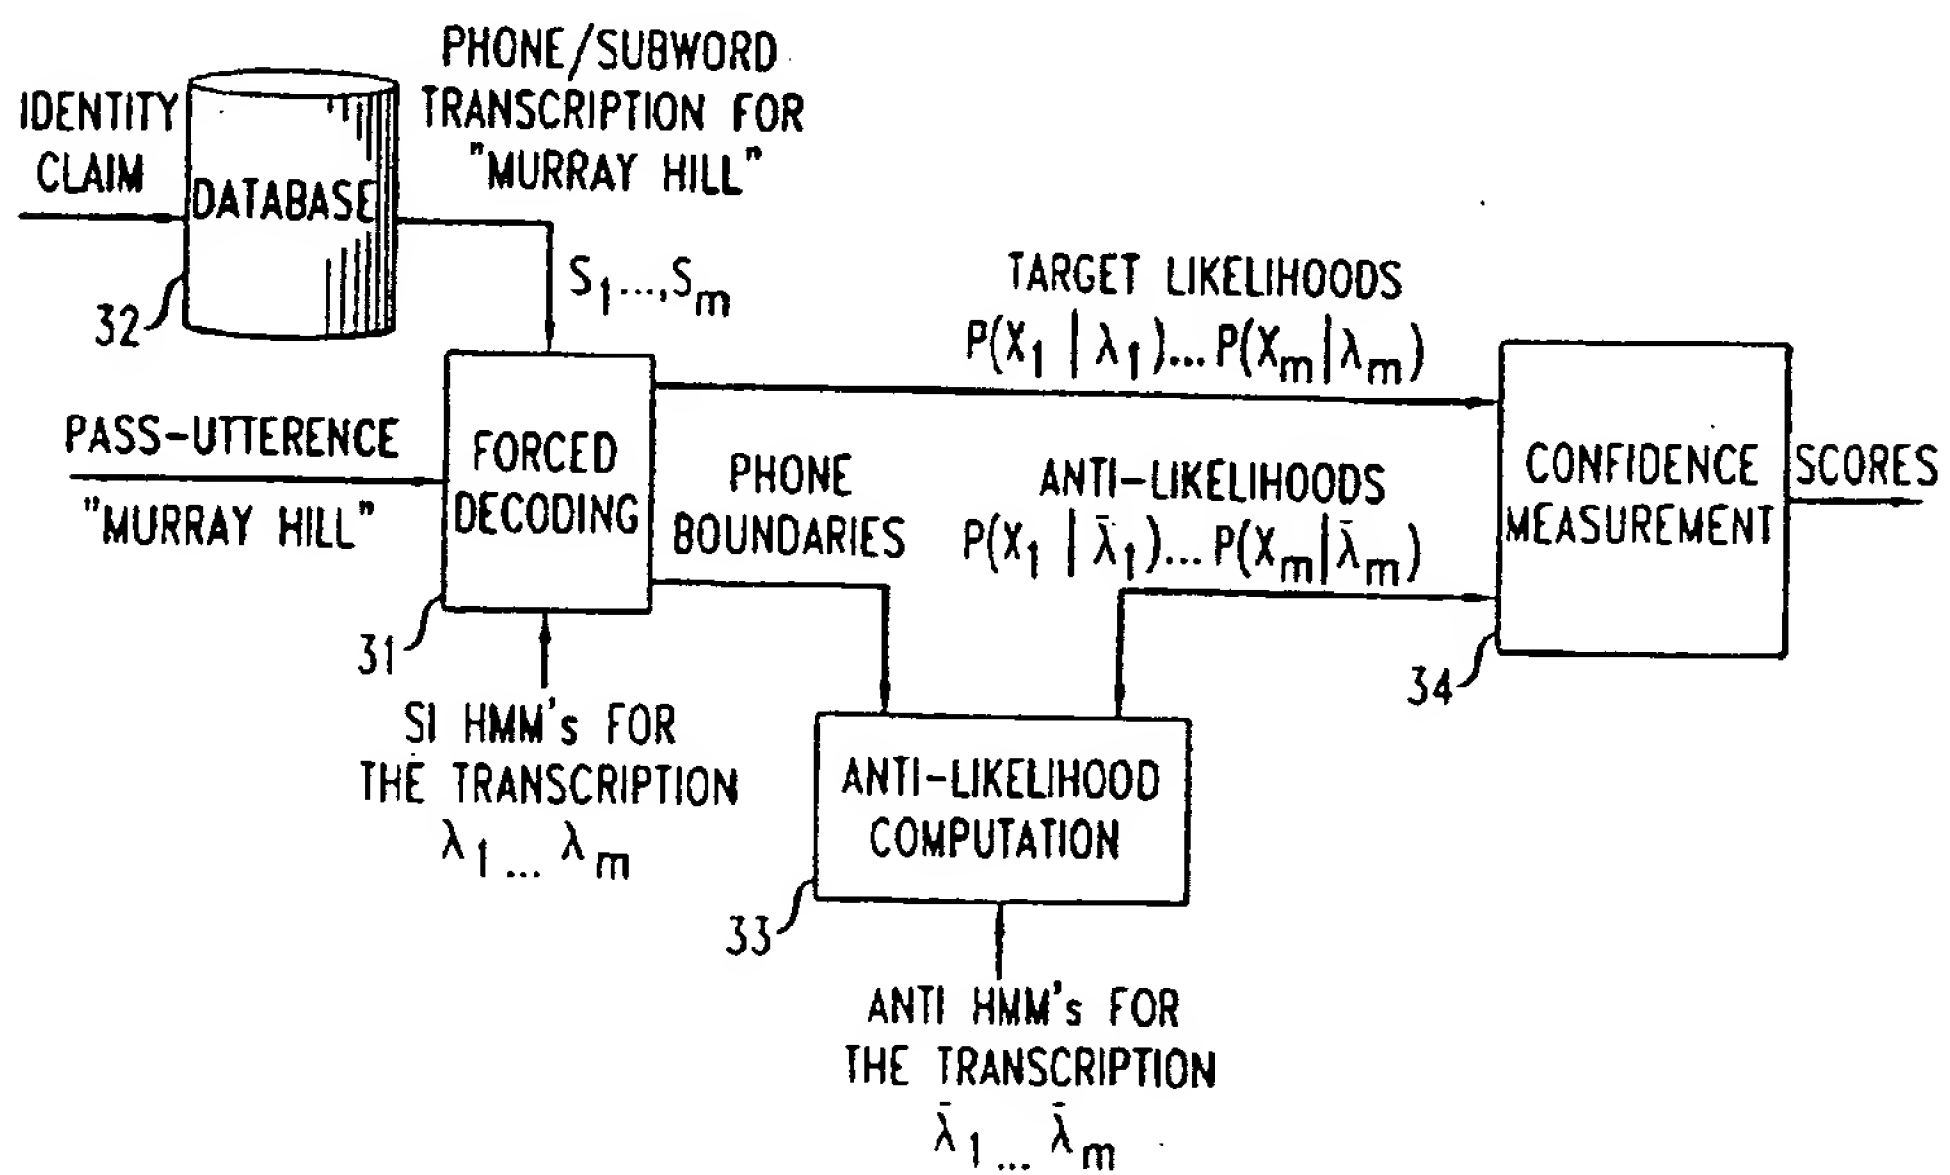 PHONE/SUBWORD
TRANSCRIPTION FOR
"MURRAY HILL"
IDENTITY
CLAIM
DATABASE
32
S1...,Sm
TARGET LIKELIHOODS
P(X1 | λ1)... P(Xm|λm)
PASS-UTTERENCE
"MURRAY HILL"
FORCED
DECODING
31
PHONE
BOUNDARIES
ANTI-LIKELIHOODS
P(X1 | λ̄1)... P(Xm|λ̄m)
CONFIDENCE
MEASUREMENT
34
SCORES
SI HMM's FOR
THE TRANSCRIPTION
λ1... λm
ANTI-LIKELIHOOD
COMPUTATION
33
ANTI HMM's FOR
THE TRANSCRIPTION
λ̄1... λ̄m